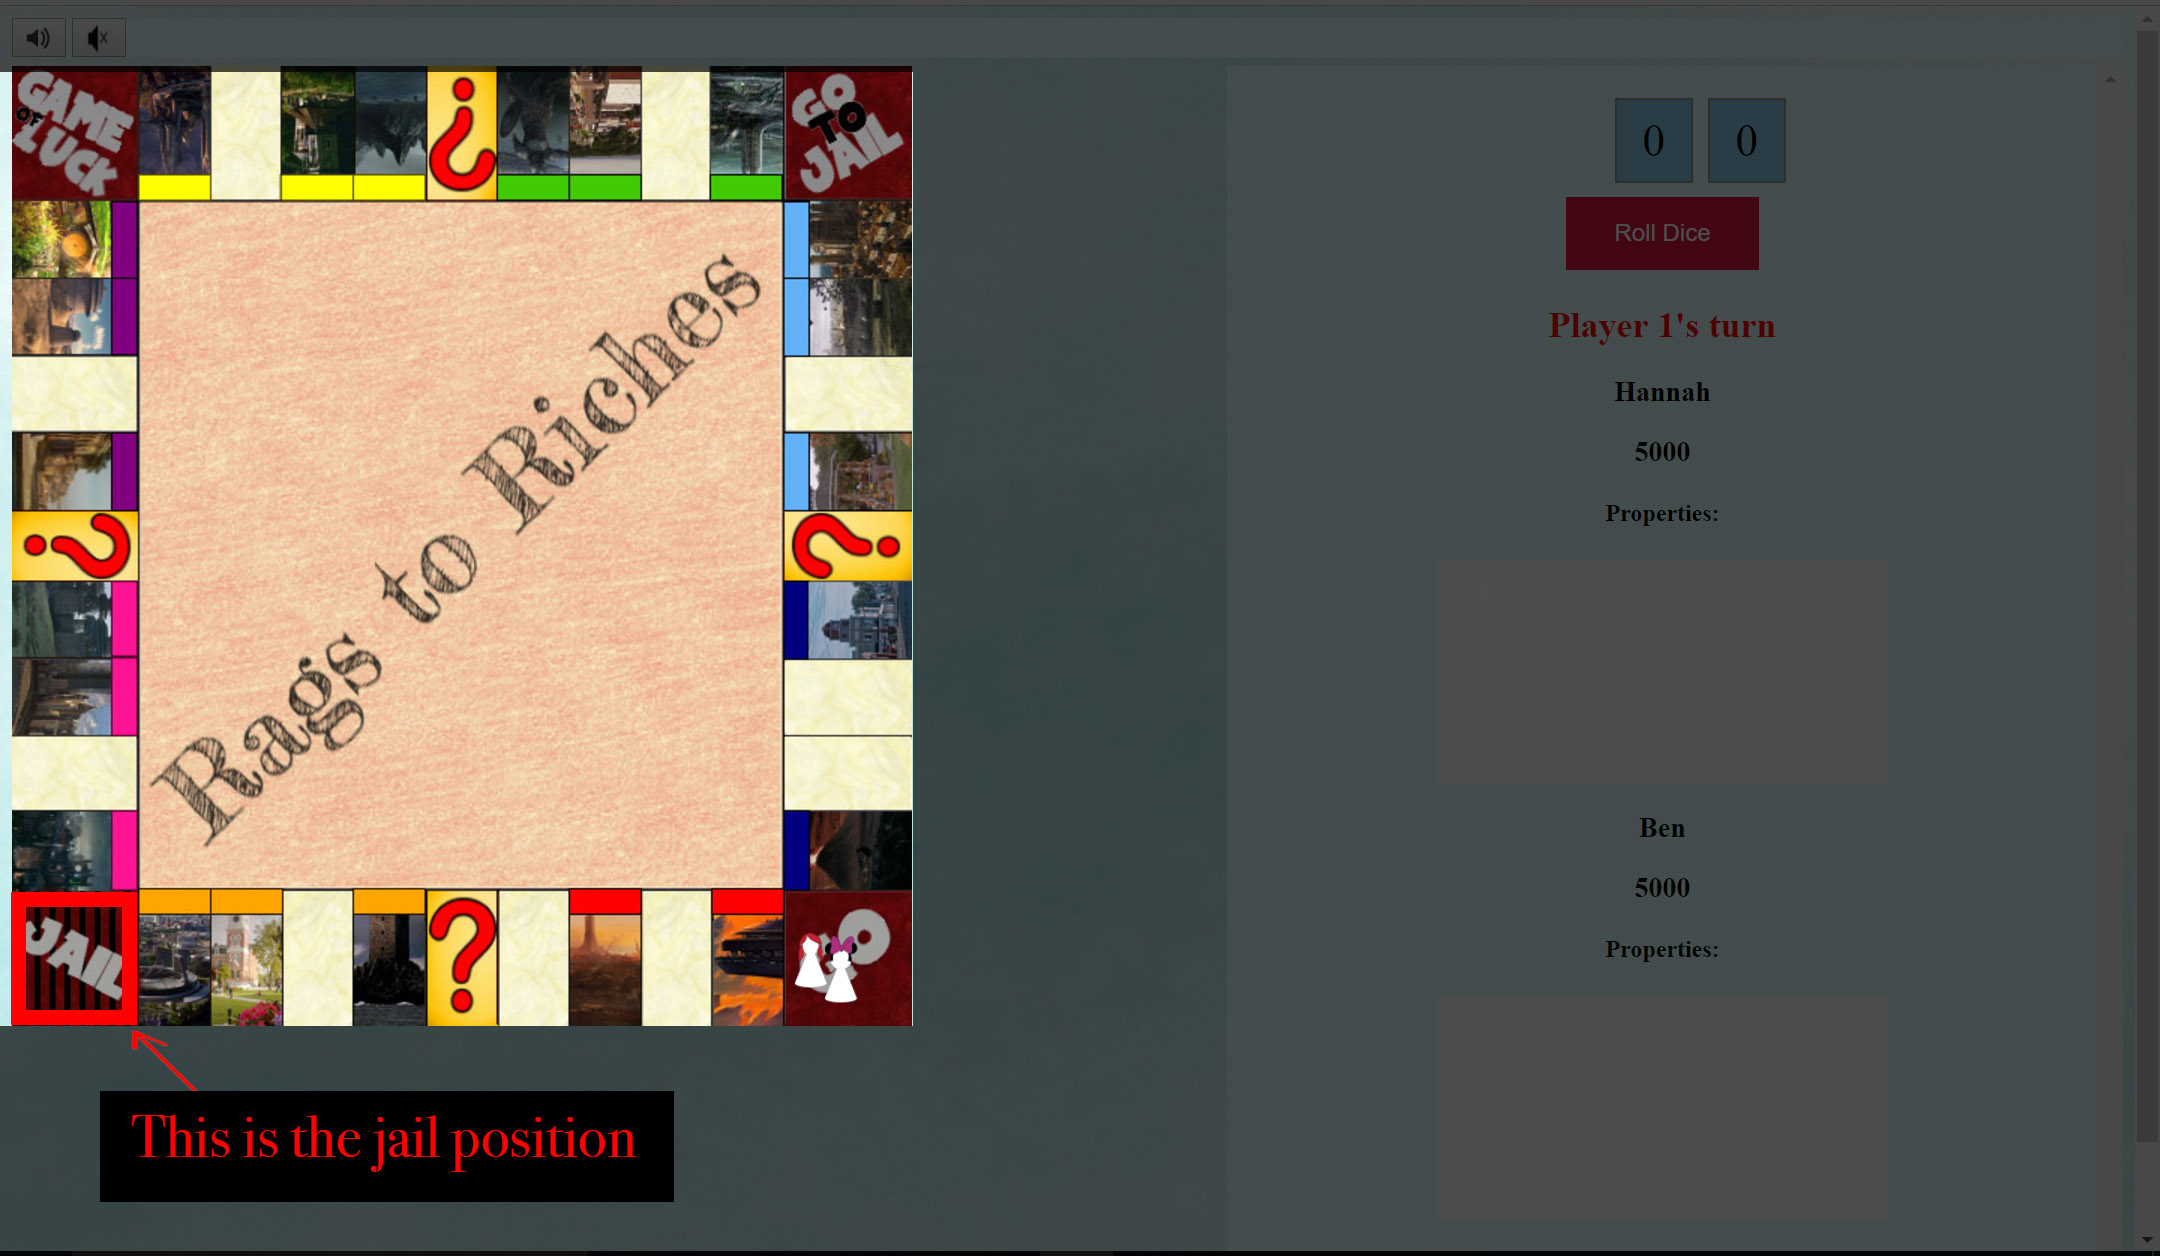 GAME
OF
LUCK
?
GO
TO
JAIL
0 0
Roll Dice
Player 1's turn
Hannah
5000
Properties:
Rags to Riches
?
?
Ben
5000
Properties:
JAIL
?
O
This is the jail position